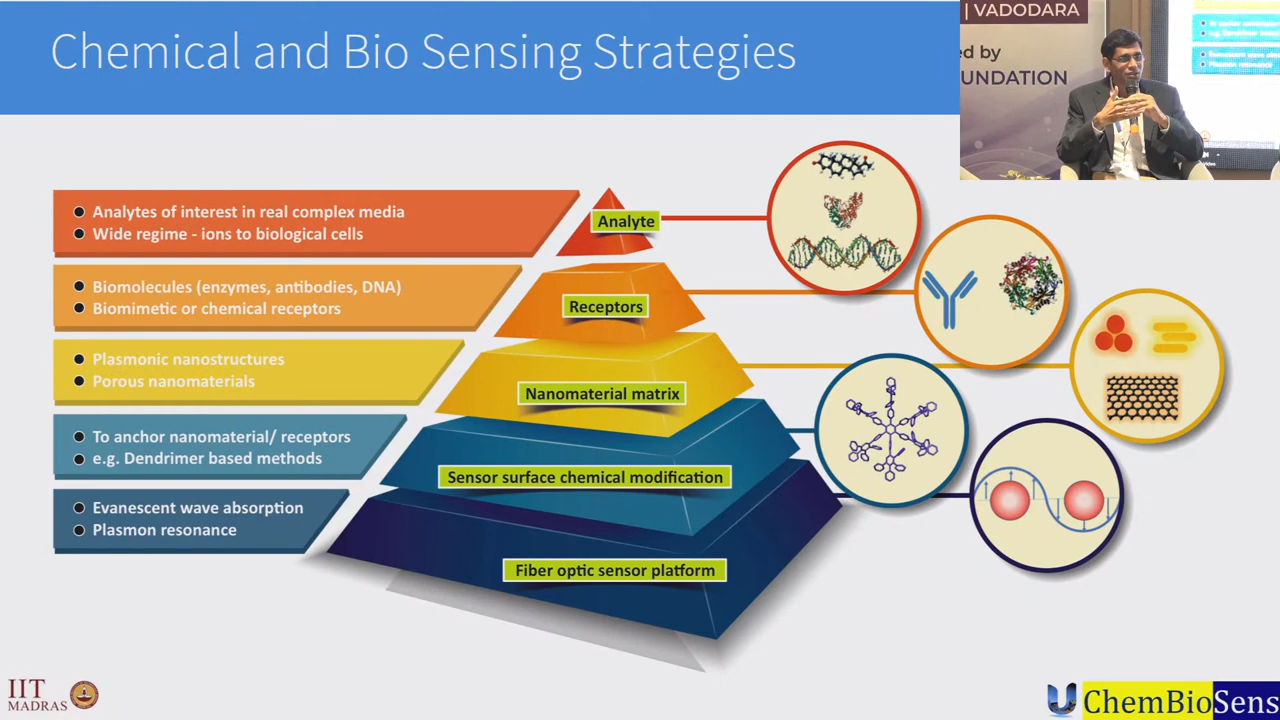 Chemical and Bio Sensing Strategies
| VADODARA
ed by
UNDATION
Plasmon resonance
Analytes of interest in real complex media
Wide regime - ions to biological cells
Analyte
Biomolecules (enzymes, antibodies, DNA)
Biomimetic or chemical receptors
Receptors
Plasmonic nanostructures
Porous nanomaterials
Nanomaterial matrix
To anchor nanomaterial/ receptors
e.g. Dendrimer based methods
Sensor surface chemical modification
Evanescent wave absorption
Plasmon resonance
Fiber optic sensor platform
IIT
MADRAS
ChemBioSens